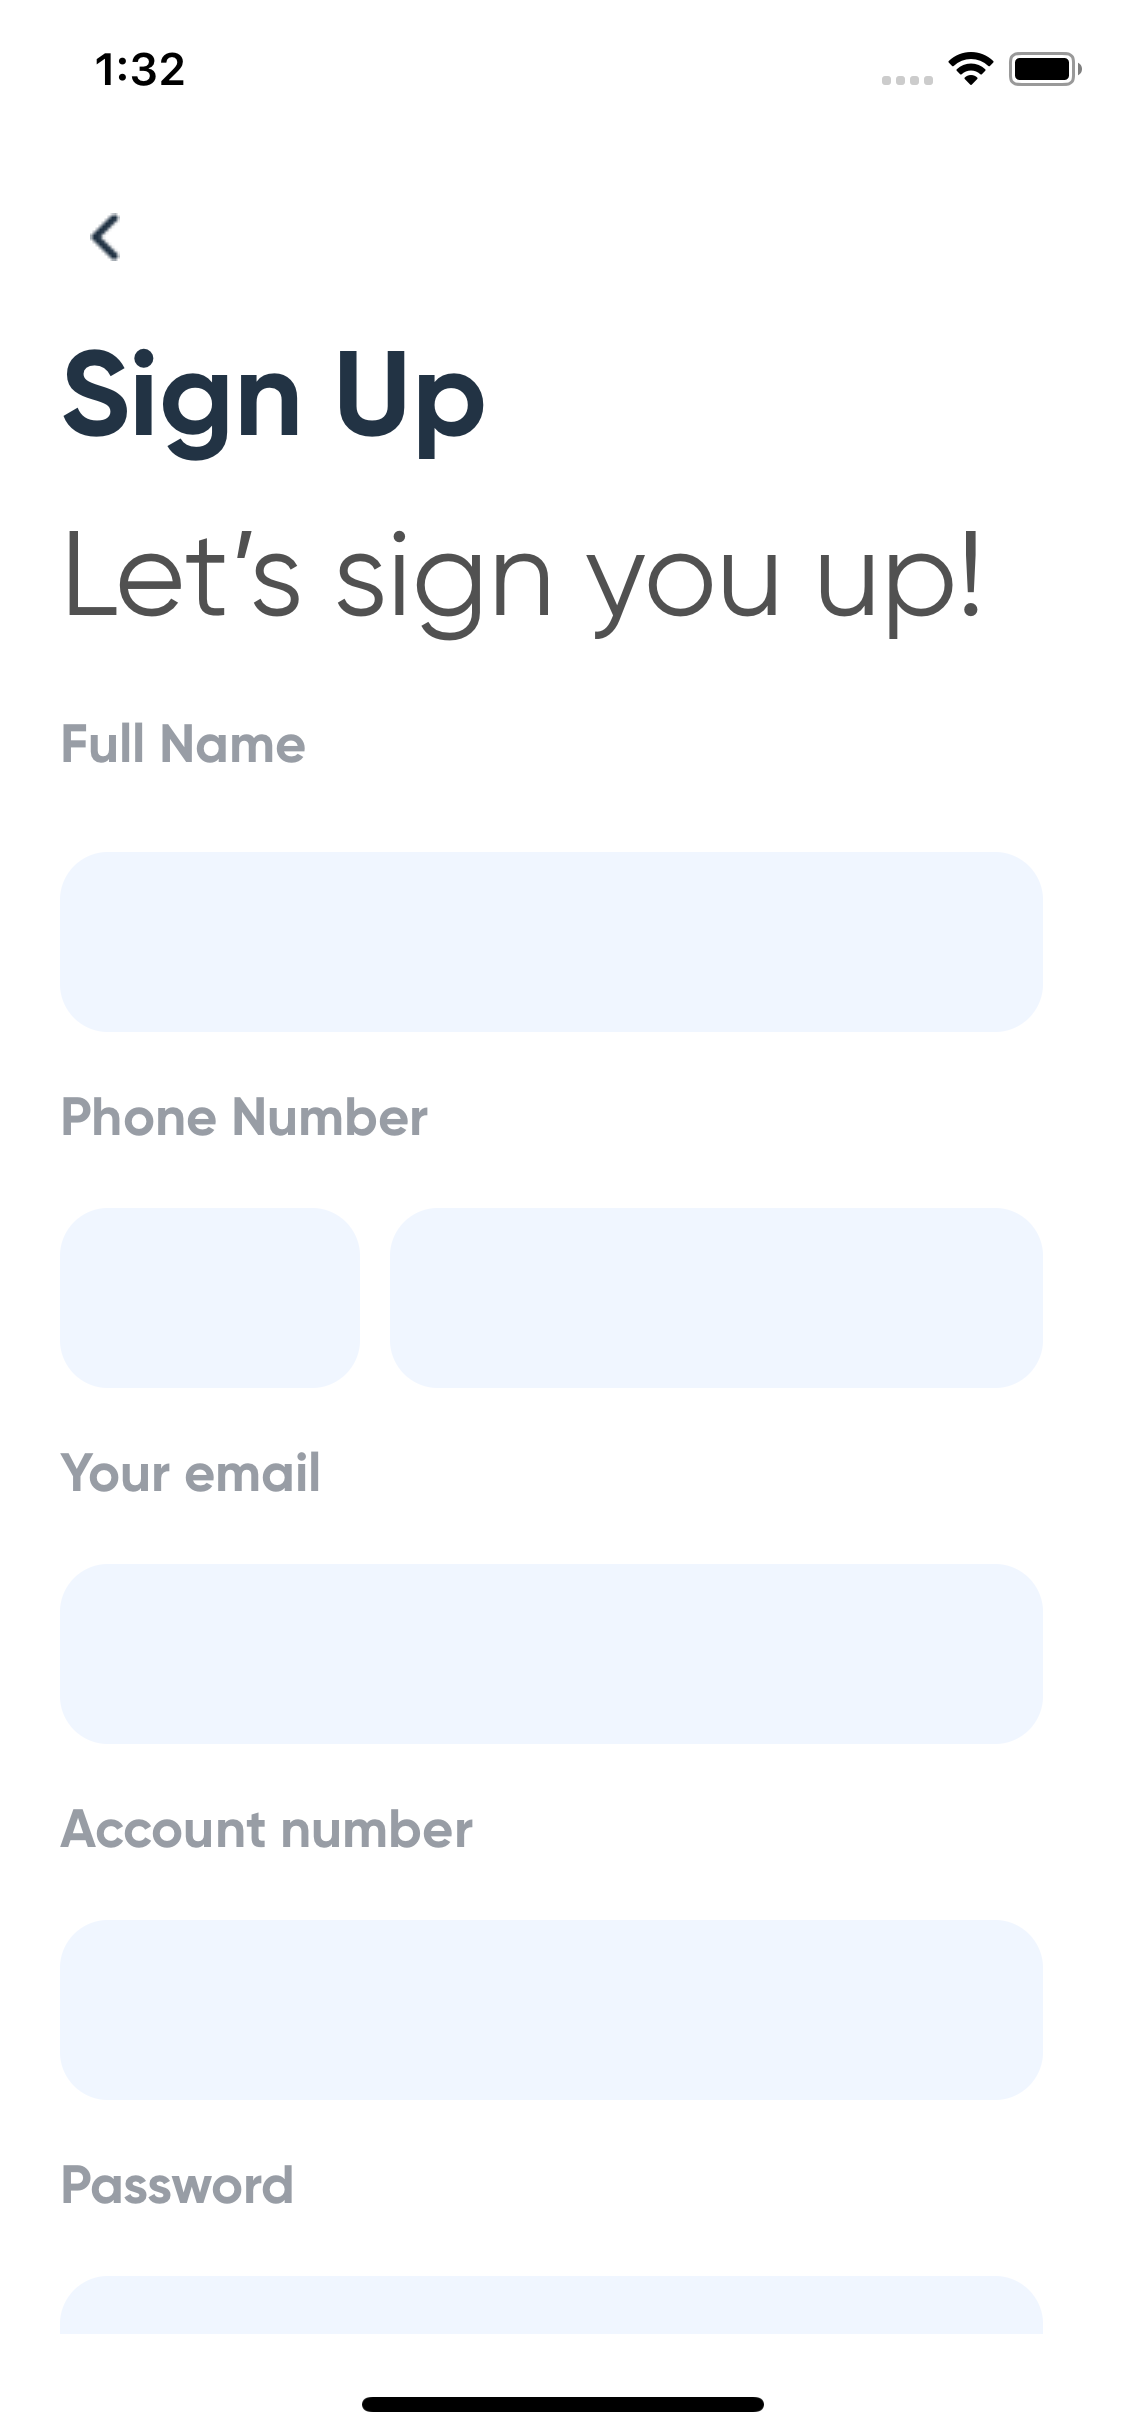 1:32
Sign Up
Let’s sign you up!
Full Name
Phone Number
Your email
Account number
Password